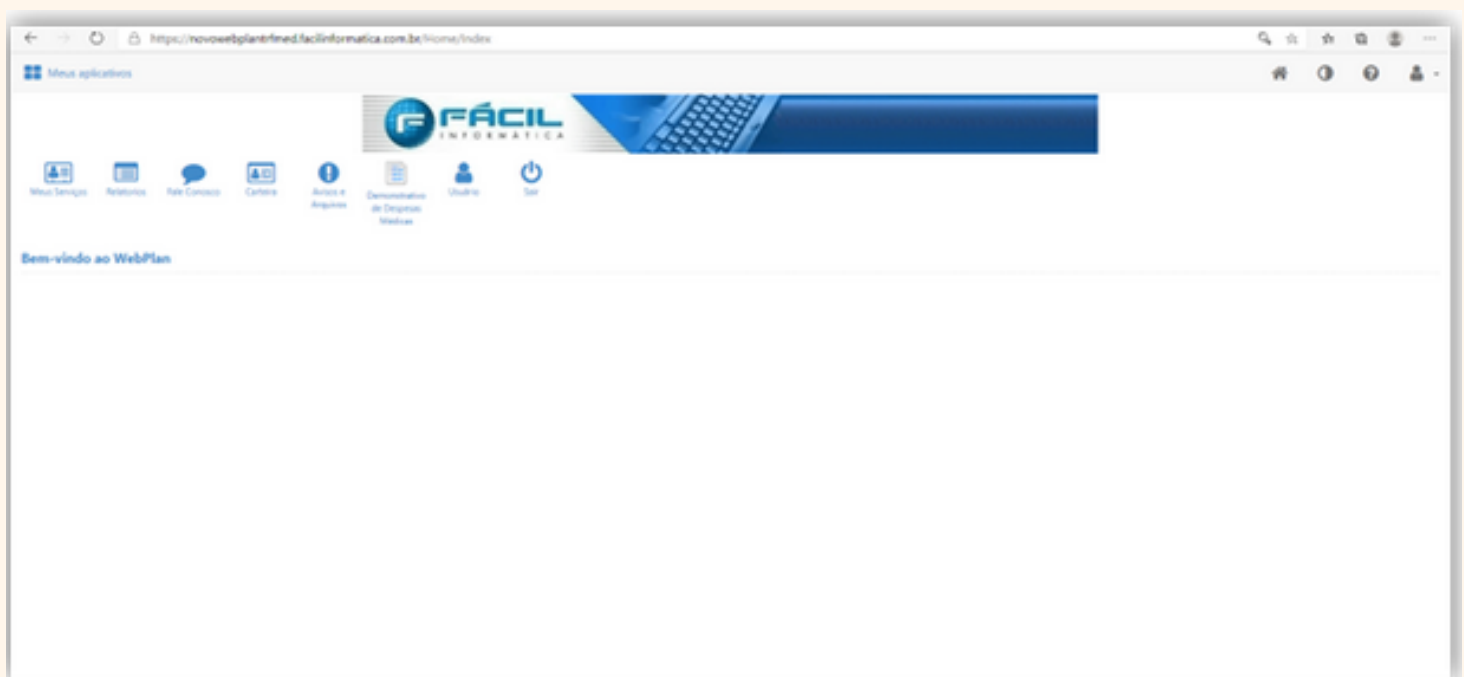 https://novowebplantrfmed.facilinformatica.com.br/Home/Index
Meus aplicativos
FÁCIL
INFORMÁTICA
Meus Serviços
Relatorios
Fale Conosco
Carteira
Avisos e
Arquivos
Demonstrativo
de Despesas
Médicas
Usuário
Sair
Bem-vindo ao WebPlan